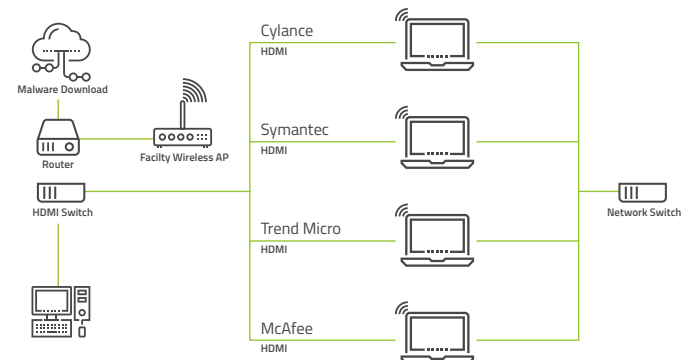 Malware Download
Router
Facilty Wireless AP
HDMI Switch
Cylance
HDMI
Symantec
HDMI
Trend Micro
HDMI
McAfee
HDMI
Network Switch